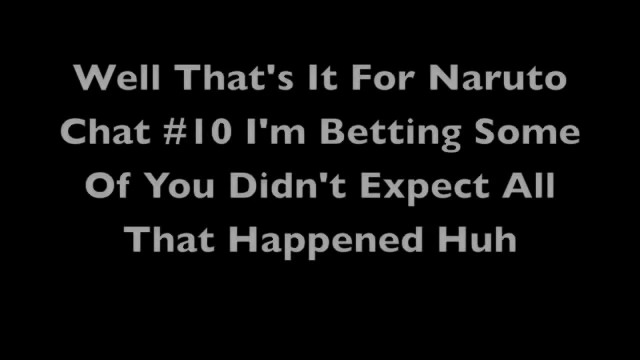 Well That's It For Naruto
Chat #10 I'm Betting Some
Of You Didn't Expect All
That Happened Huh